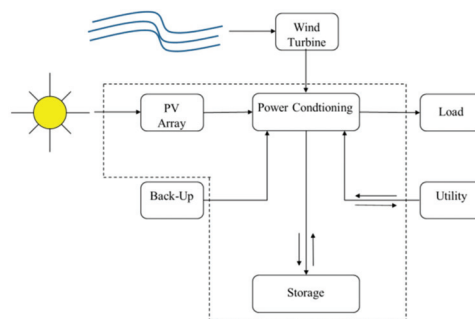 Wind
Turbine
PV
Array
Power Condtioning
Load
Back-Up
Utility
Storage